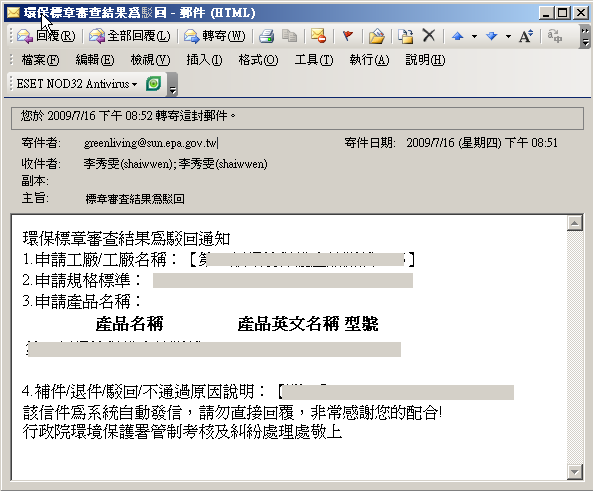 環保標章審查結果為駁回 - 郵件 (HTML)
回覆(R) 全部回覆(L) 轉寄(W)
檔案(F) 編輯(E) 檢視(V) 插入(I) 格式(O) 工具(T) 執行(A) 說明(H)
ESET NOD32 Antivirus
您於 2009/7/16 下午 08:52 轉寄這封郵件。
寄件者: greenliving@sun.epa.gov.tw 寄件日期: 2009/7/16 (星期四) 下午 08:51
收件者: 李秀雯(shaiwwen); 李秀雯(shaiwwen)
副本:
主旨: 標章審查結果為駁回
環保標章審查結果為駁回通知
1.申請工廠/工廠名稱：【 】
2.申請規格標準：
3.申請產品名稱：
產品名稱 產品英文名稱 型號
4.補件/退件/駁回/不通過原因說明：【
該信件為系統自動發信，請勿直接回覆，非常感謝您的配合!
行政院環境保護署管制考核及糾紛處理處敬上